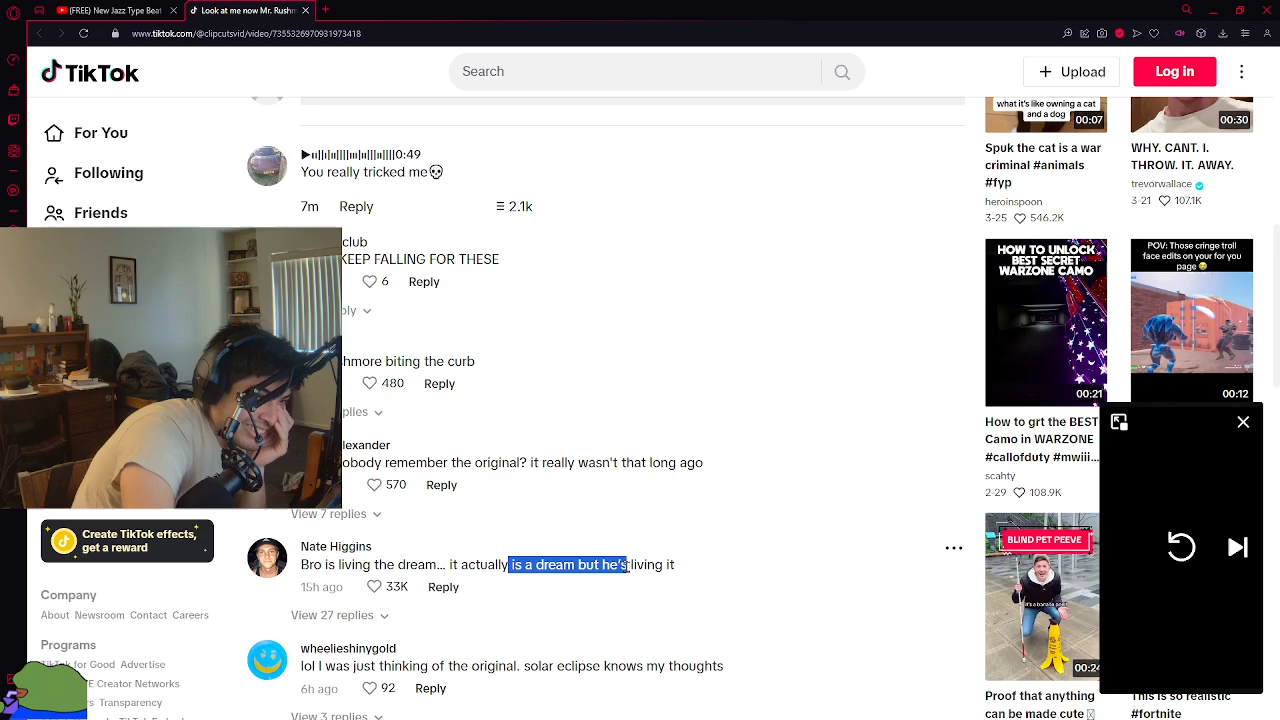 (FREE) New Jazz Type Beat
Look at me now Mr. Rushm
www.tiktok.com/@clipcutsvid/video/7355326970931973418
TikTok
Search
Upload
Log in
For You
Following
Friends
0:49
You really tricked me💀
7m Reply
2.1k
club
KEEP FALLING FOR THESE
6 Reply
hmore biting the curb
480 Reply
plies
alexander
obody remember the original? it really wasn't that long ago
570 Reply
View 7 replies
Nate Higgins
Bro is living the dream... it actually is a dream but he's living it
15h ago 33K Reply
View 27 replies
wheelieshinygold
lol I was just thinking of the original. solar eclipse knows my thoughts
6h ago 92 Reply
View 3 replies
Create TikTok effects,
get a reward
Company
About Newsroom Contact Careers
Programs
TikTok for Good Advertise
E Creator Networks
rs Transparency
what it's like owning a cat
and a dog
00:07
Spuk the cat is a war
criminal #animals
#fyp
heroinspoon
3-25 546.2K
00:30
WHY. CANT. I.
THROW. IT. AWAY.
trevorwallace
3-21 107.1K
HOW TO UNLOCK
BEST SECRET
WARZONE CAMO
00:21
How to grt the BEST
Camo in WARZONE
#callofduty #mwiii...
scahty
2-29 108.9K
POV: Those cringe troll
face edits on your for you
page 😂
00:12
BLIND PET PEEVE
it's a banana peel!
00:24
Proof that anything
can be made cute
This is so realistic
#fortnite